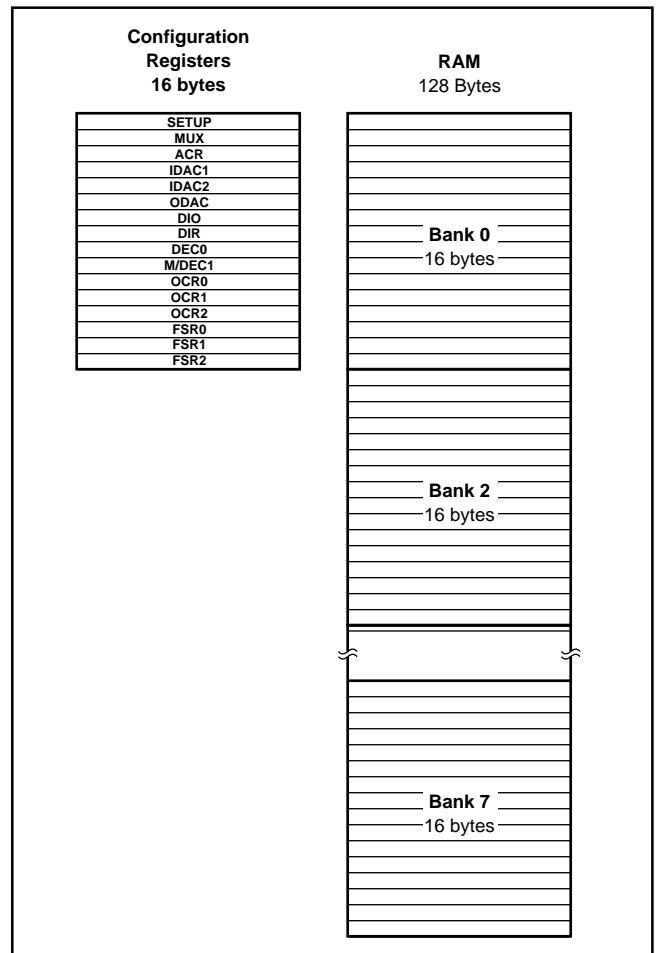 Configuration
Registers
16 bytes
SETUP
MUX
ACR
IDAC1
IDAC2
ODAC
DIO
DIR
DEC0
M/DEC1
OCR0
OCR1
OCR2
FSR0
FSR1
FSR2
RAM
128 Bytes
Bank 0
16 bytes
Bank 2
16 bytes
Bank 7
16 bytes